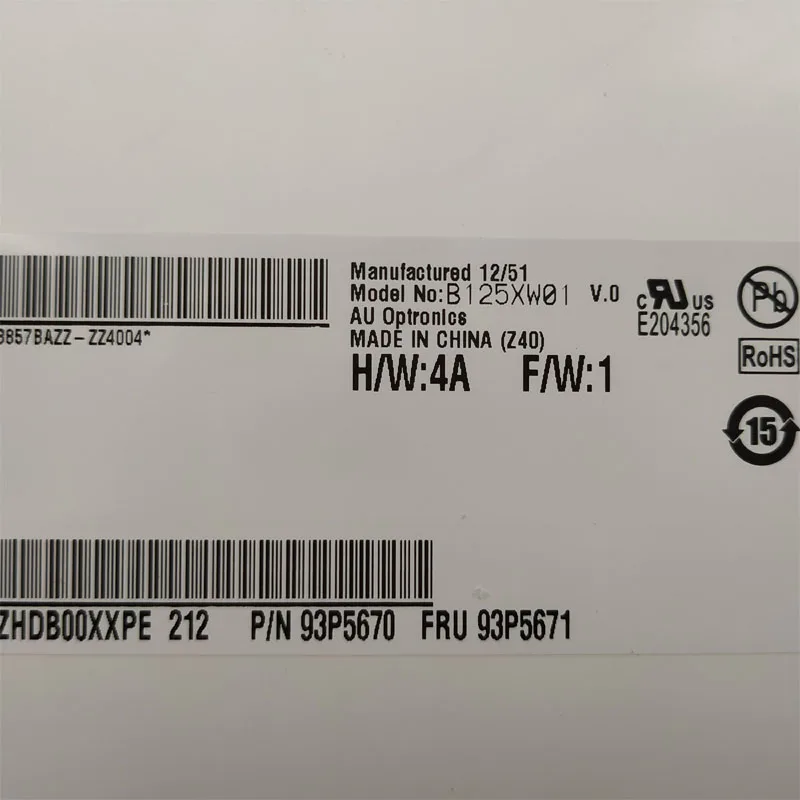 Manufactured 12/51
Model No:B125XW01 V.0
AU Optronics
MADE IN CHINA (Z40)
H/W:4A F/W:1
c RU US
E204356
Pb
RoHS
15
8857BAZZ-ZZ4004*
ZHDB00XXPE 212 P/N 93P5670 FRU 93P5671